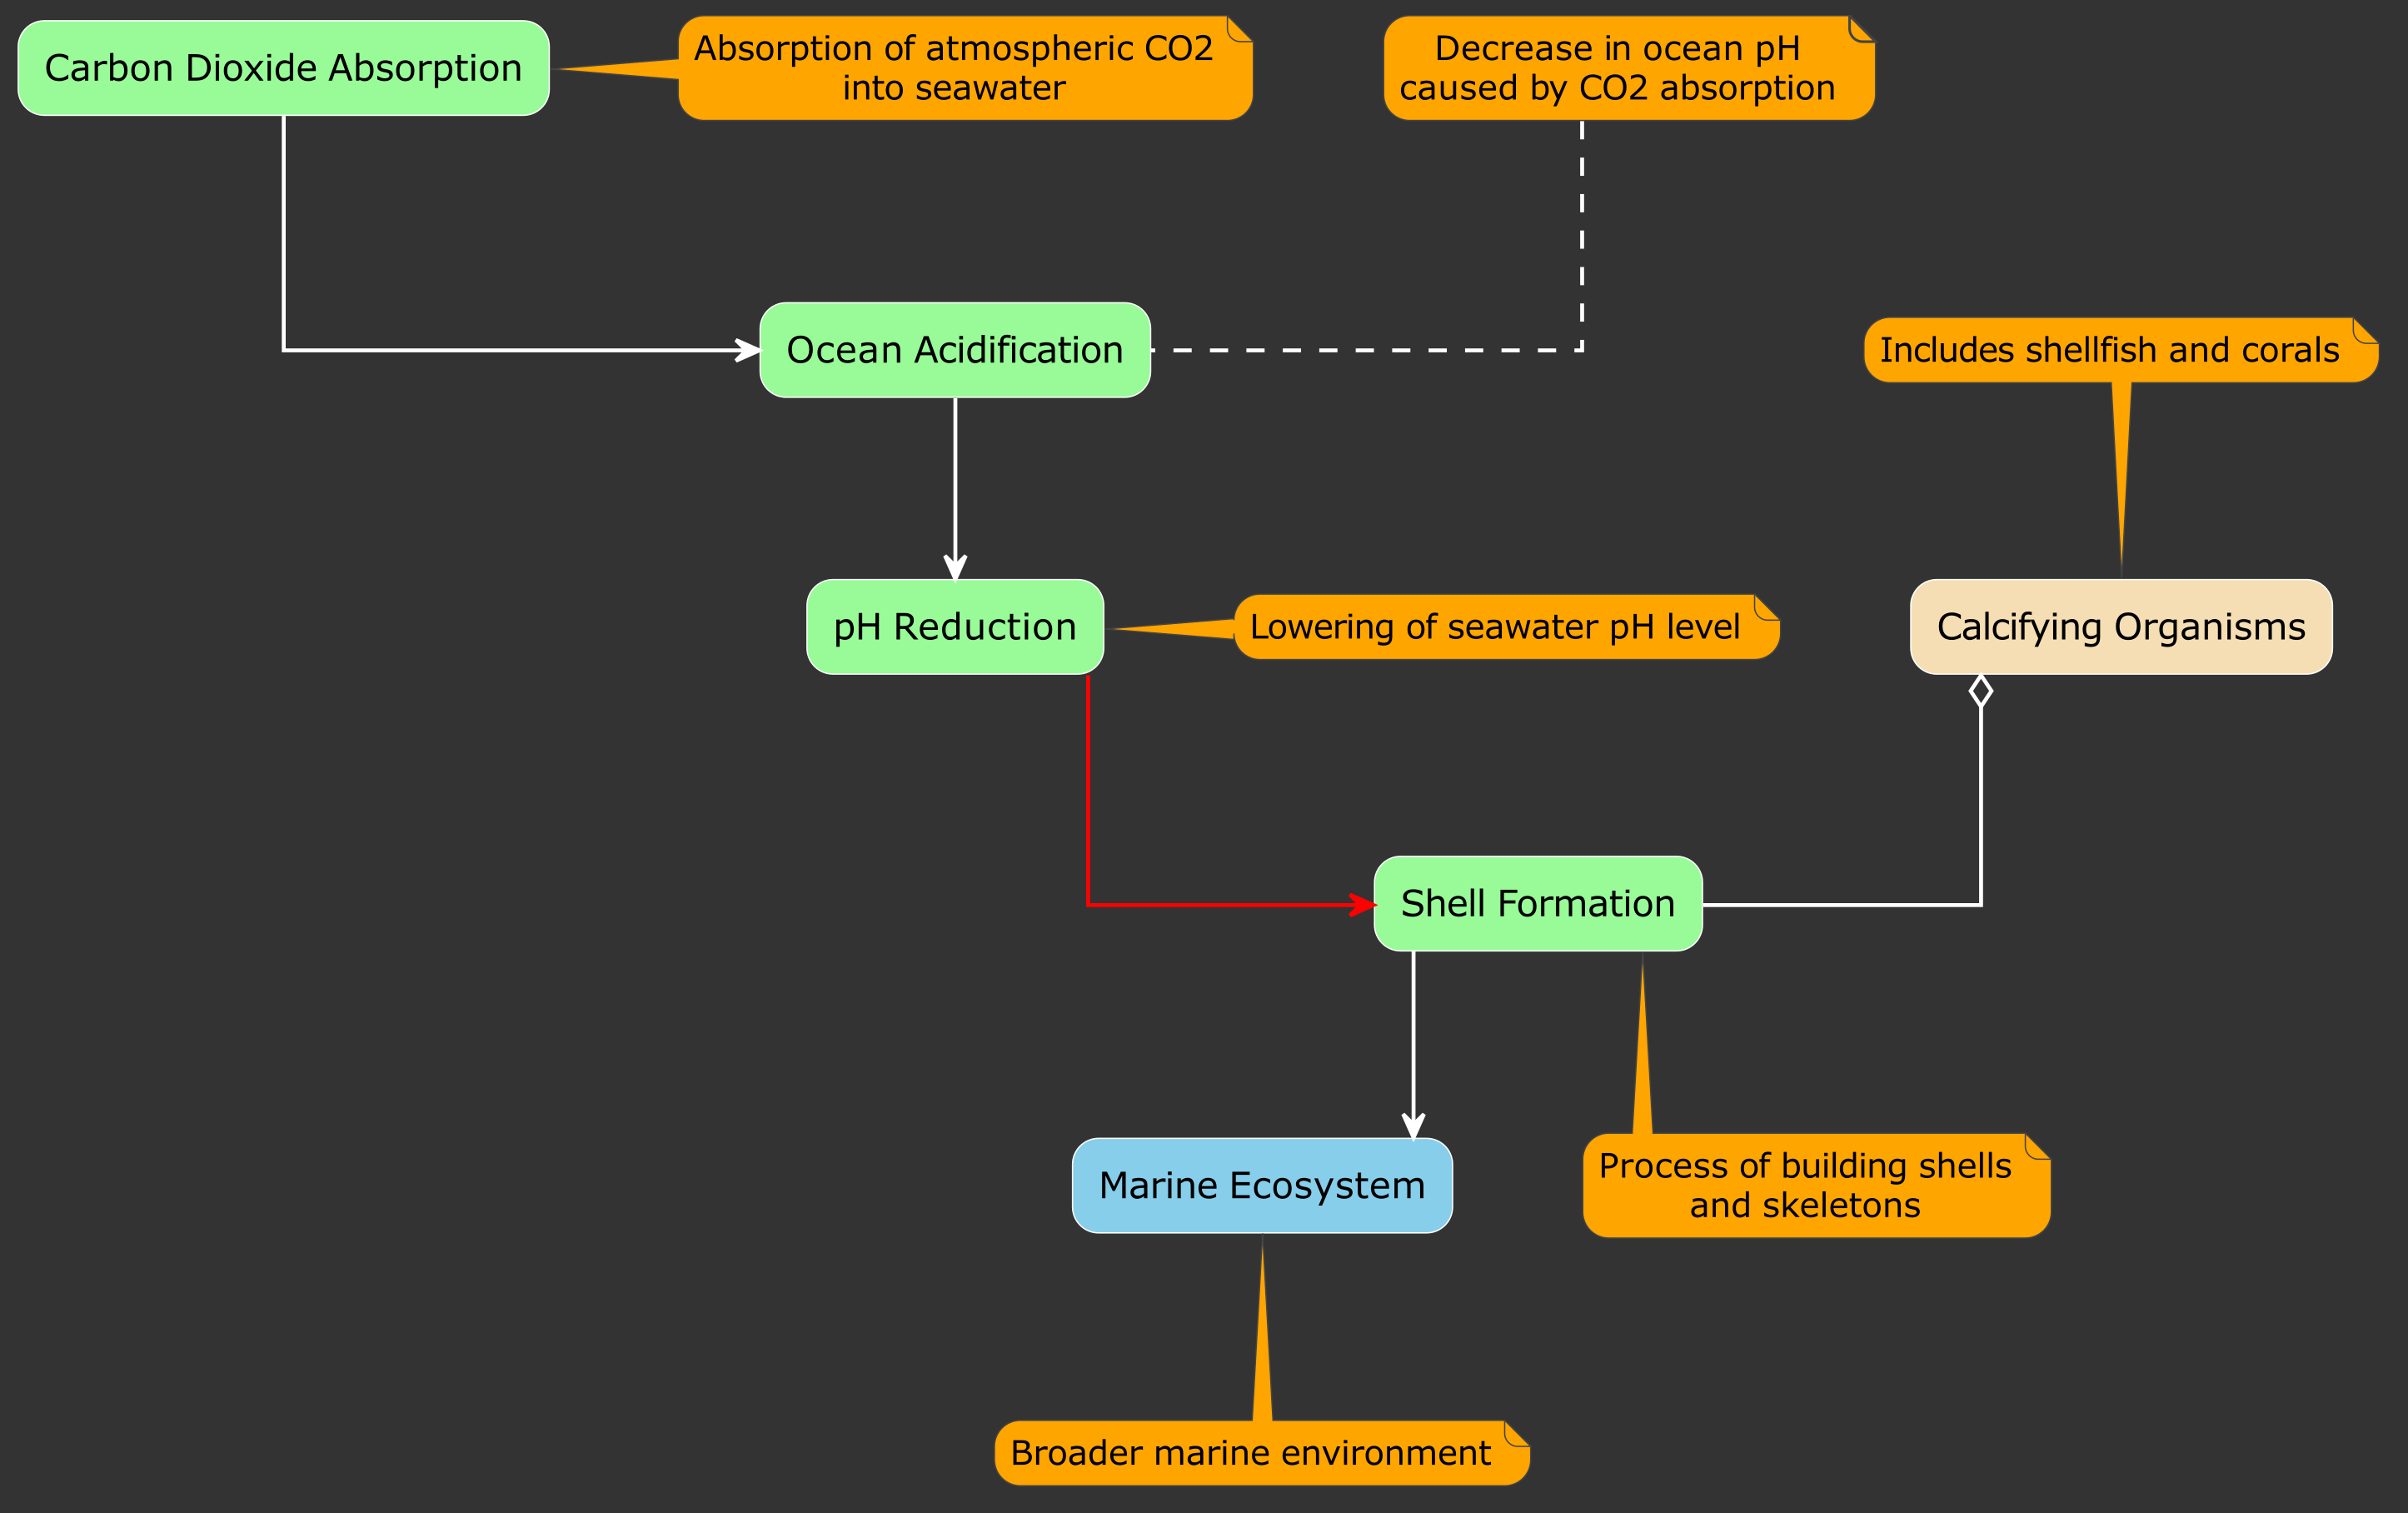 Carbon Dioxide Absorption
Absorption of atmospheric CO2
into seawater
Decrease in ocean pH
caused by CO2 absorption
Ocean Acidification
Includes shellfish and corals
pH Reduction
Lowering of seawater pH level
Calcifying Organisms
Shell Formation
Marine Ecosystem
Process of building shells
and skeletons
Broader marine environment